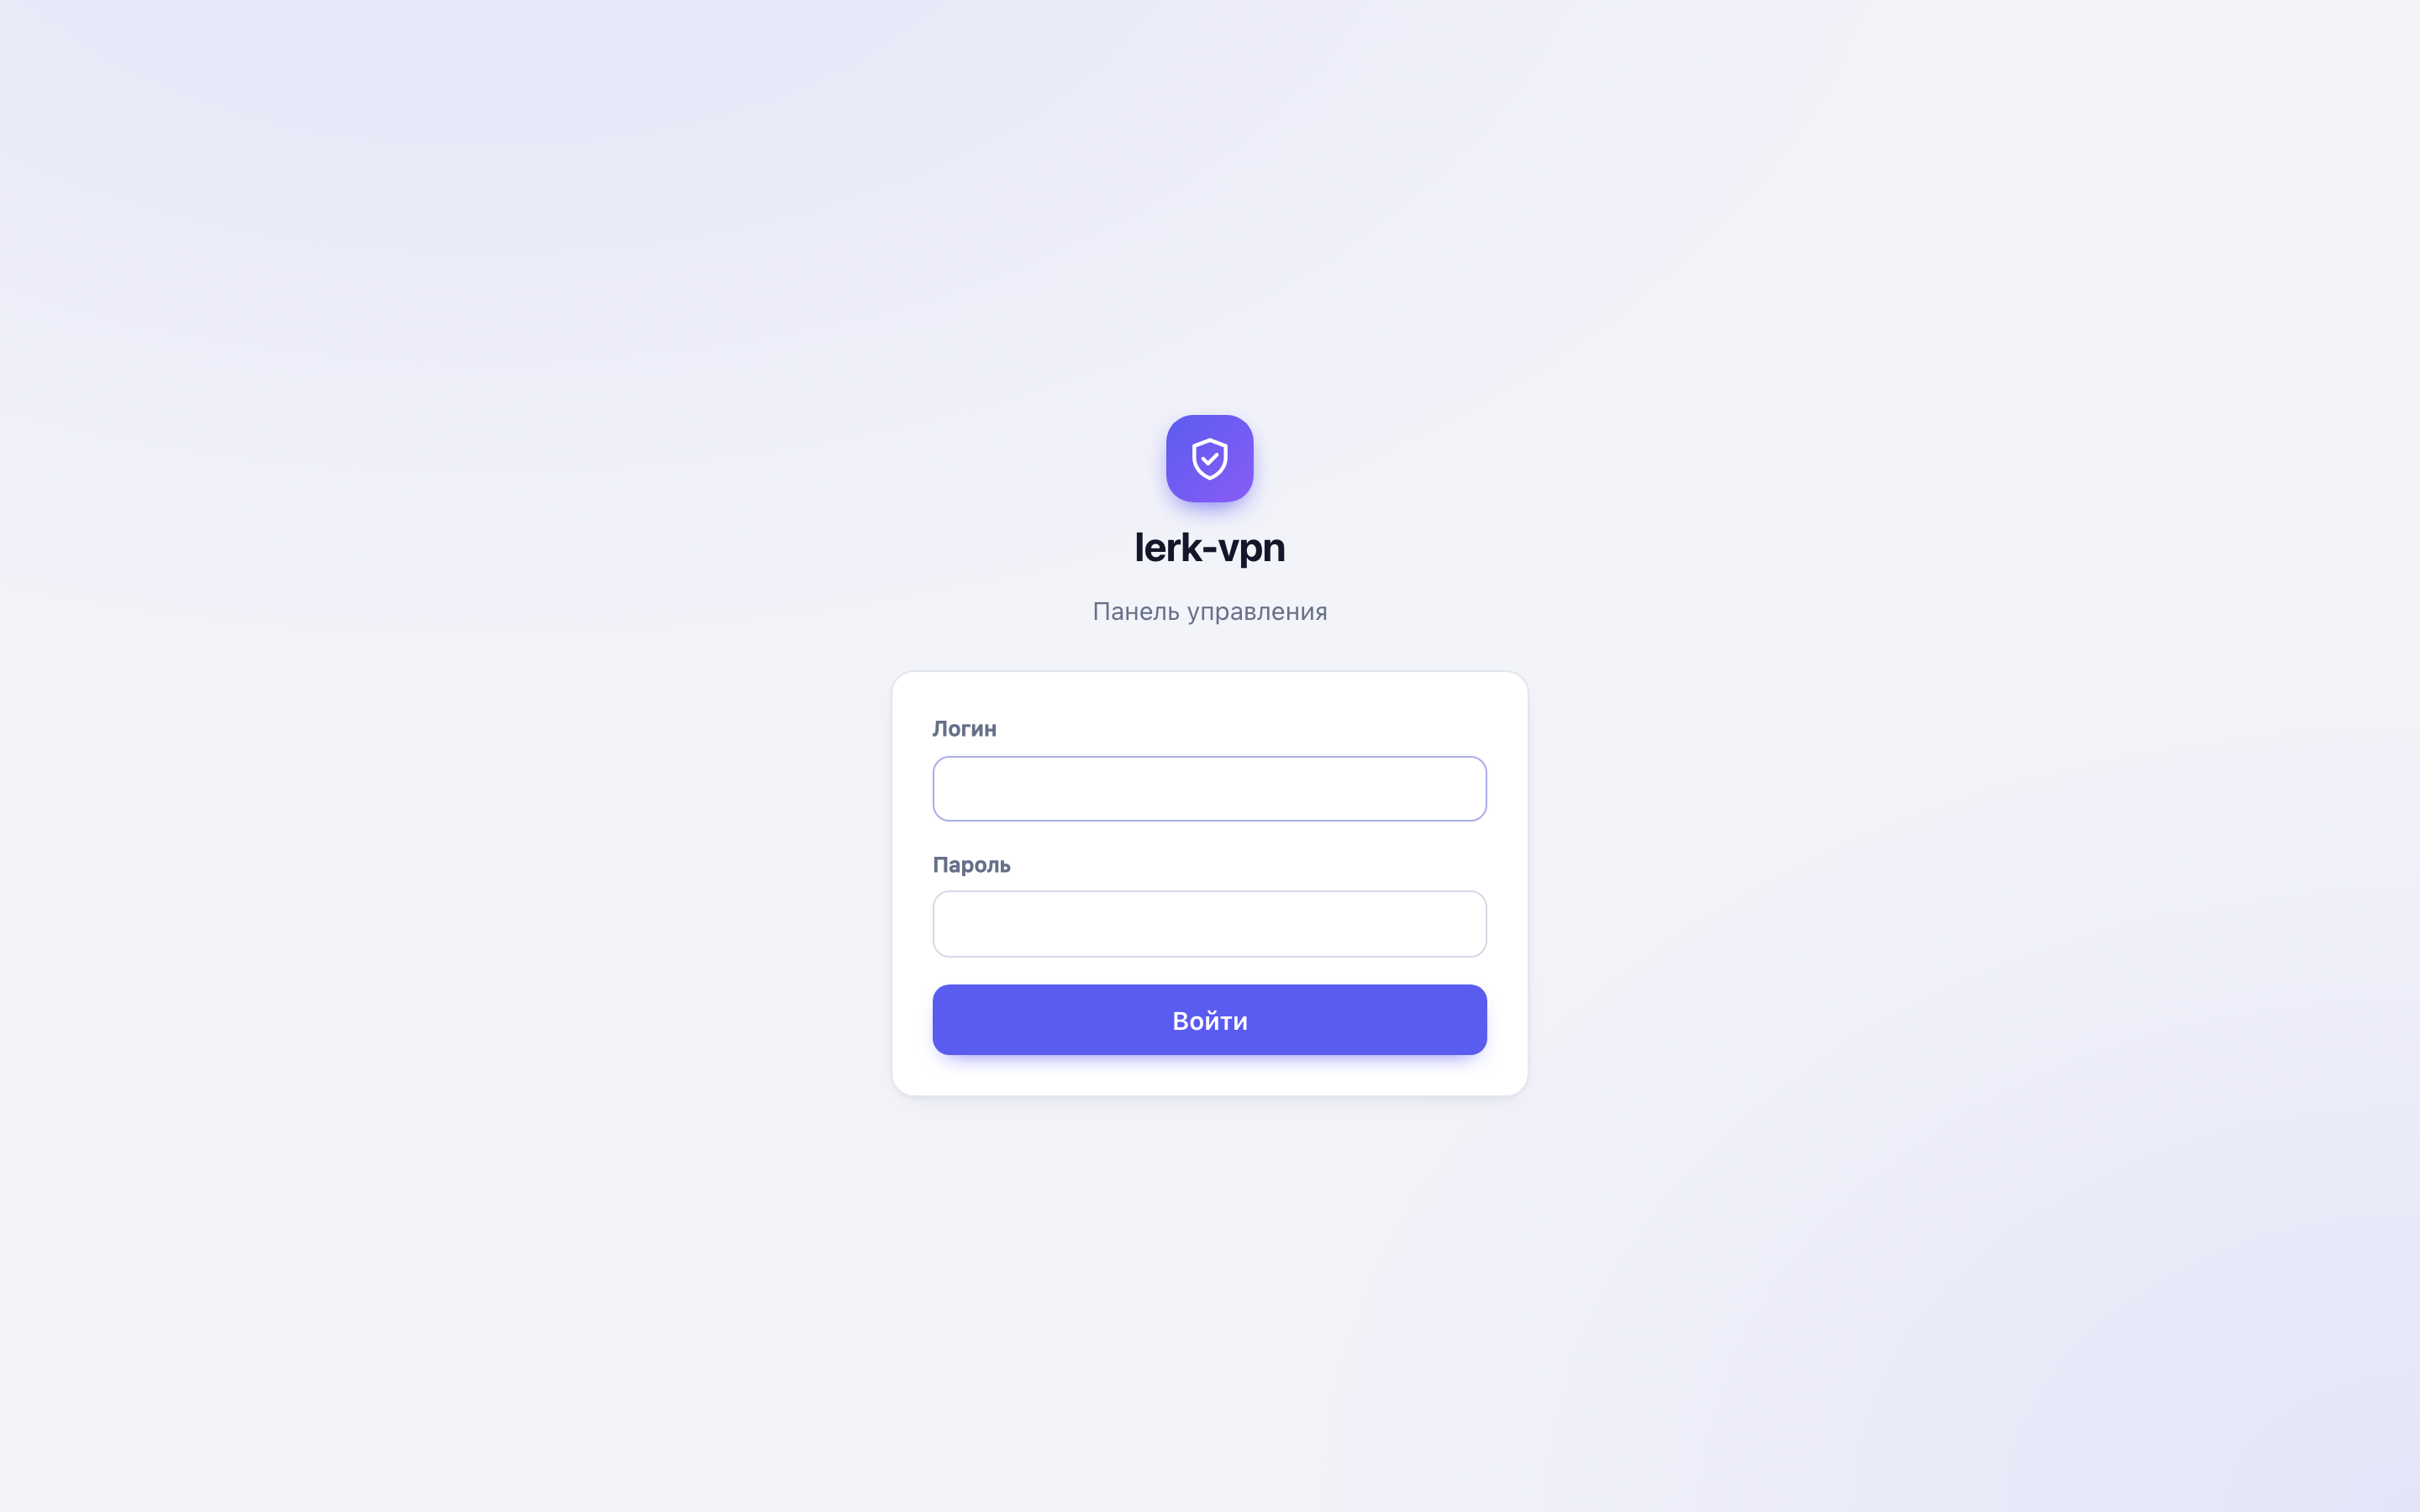 lerk-vpn
Панель управления
Логин
Пароль
Войти